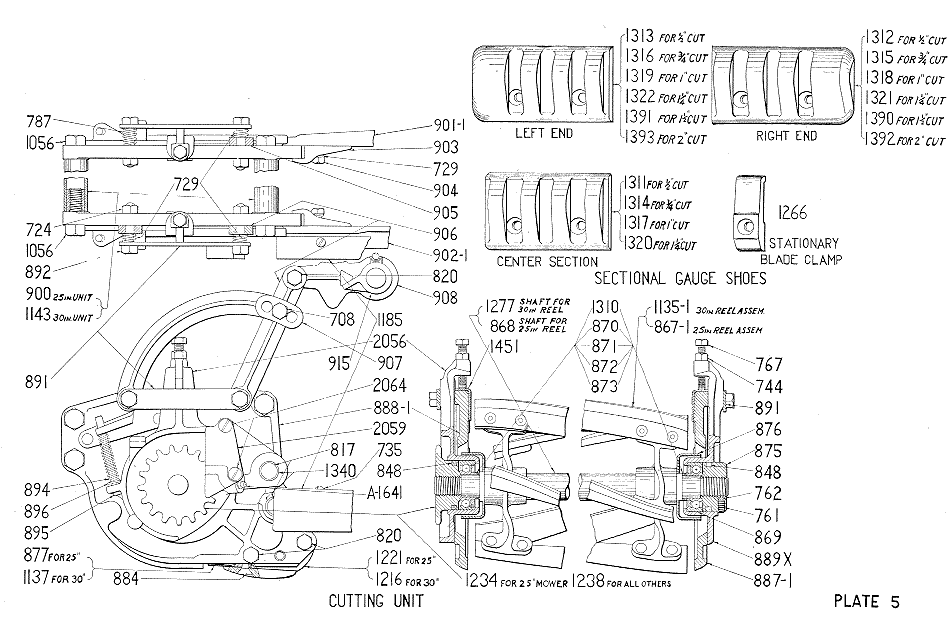 1313 FOR ½" CUT
1316 FOR ¾" CUT
1319 FOR 1" CUT
1322 FOR 1¼" CUT
1391 FOR 1½" CUT
1393 FOR 2" CUT
LEFT END
1312 FOR ½" CUT
1315 FOR ¾" CUT
1318 FOR 1" CUT
1321 FOR 1¼" CUT
1390 FOR 1½" CUT
1392 FOR 2" CUT
RIGHT END
1311 FOR ½" CUT
1314 FOR ¾" CUT
1317 FOR 1" CUT
1320 FOR 1¼" CUT
CENTER SECTION
1266
STATIONARY
BLADE CLAMP
SECTIONAL GAUGE SHOES
787
1056
729
724
1056
892
900 25 IN. UNIT
1143 30 IN. UNIT
891
901-1
903
729
904
905
906
902-1
820
908
708
1185
915
907
2056
2064
888-1
2059
817
735
1340
848
A-1641
894
896
895
877 FOR 25"
1137 FOR 30"
884
820
1221 FOR 25"
1216 FOR 30"
CUTTING UNIT
1277 SHAFT FOR 30 IN REEL
868 SHAFT FOR 25 IN REEL
1451
1310
870
871
872
873
1135-1 30 IN REEL ASSEM.
867-1 25 IN REEL ASSEM
767
744
891
876
875
848
762
761
869
889X
887-1
1234 FOR 25" MOWER
1238 FOR ALL OTHERS
PLATE 5